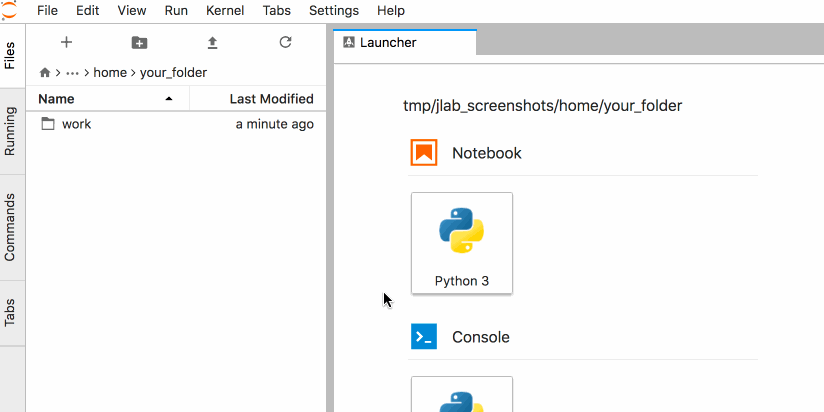 File Edit View Run Kernel Tabs Settings Help
Files
Running
Commands
Tabs
… > home > your_folder
Name Last Modified
work a minute ago
Launcher
tmp/jlab_screenshots/home/your_folder
Notebook
Python 3
Console